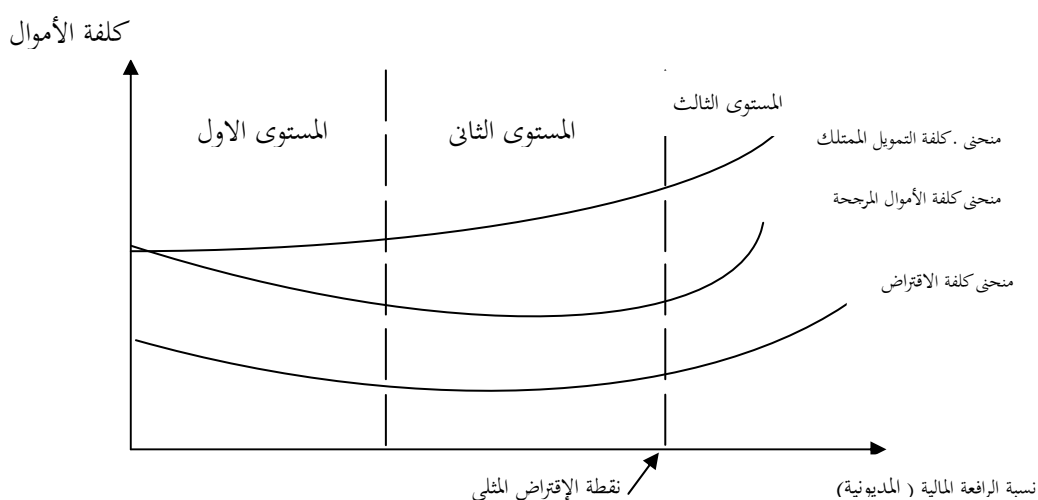 كلفة الأموال
المستوى الاول
المستوى الثانى
المستوى الثالث
منحنى . كلفة التمويل الممتلك
منحنى كلفة الأموال المرجحة
منحنى كلفة الاقتراض
نقطة الإقتراض المثلى
نسبة الرافعة المالية ( المديونية)